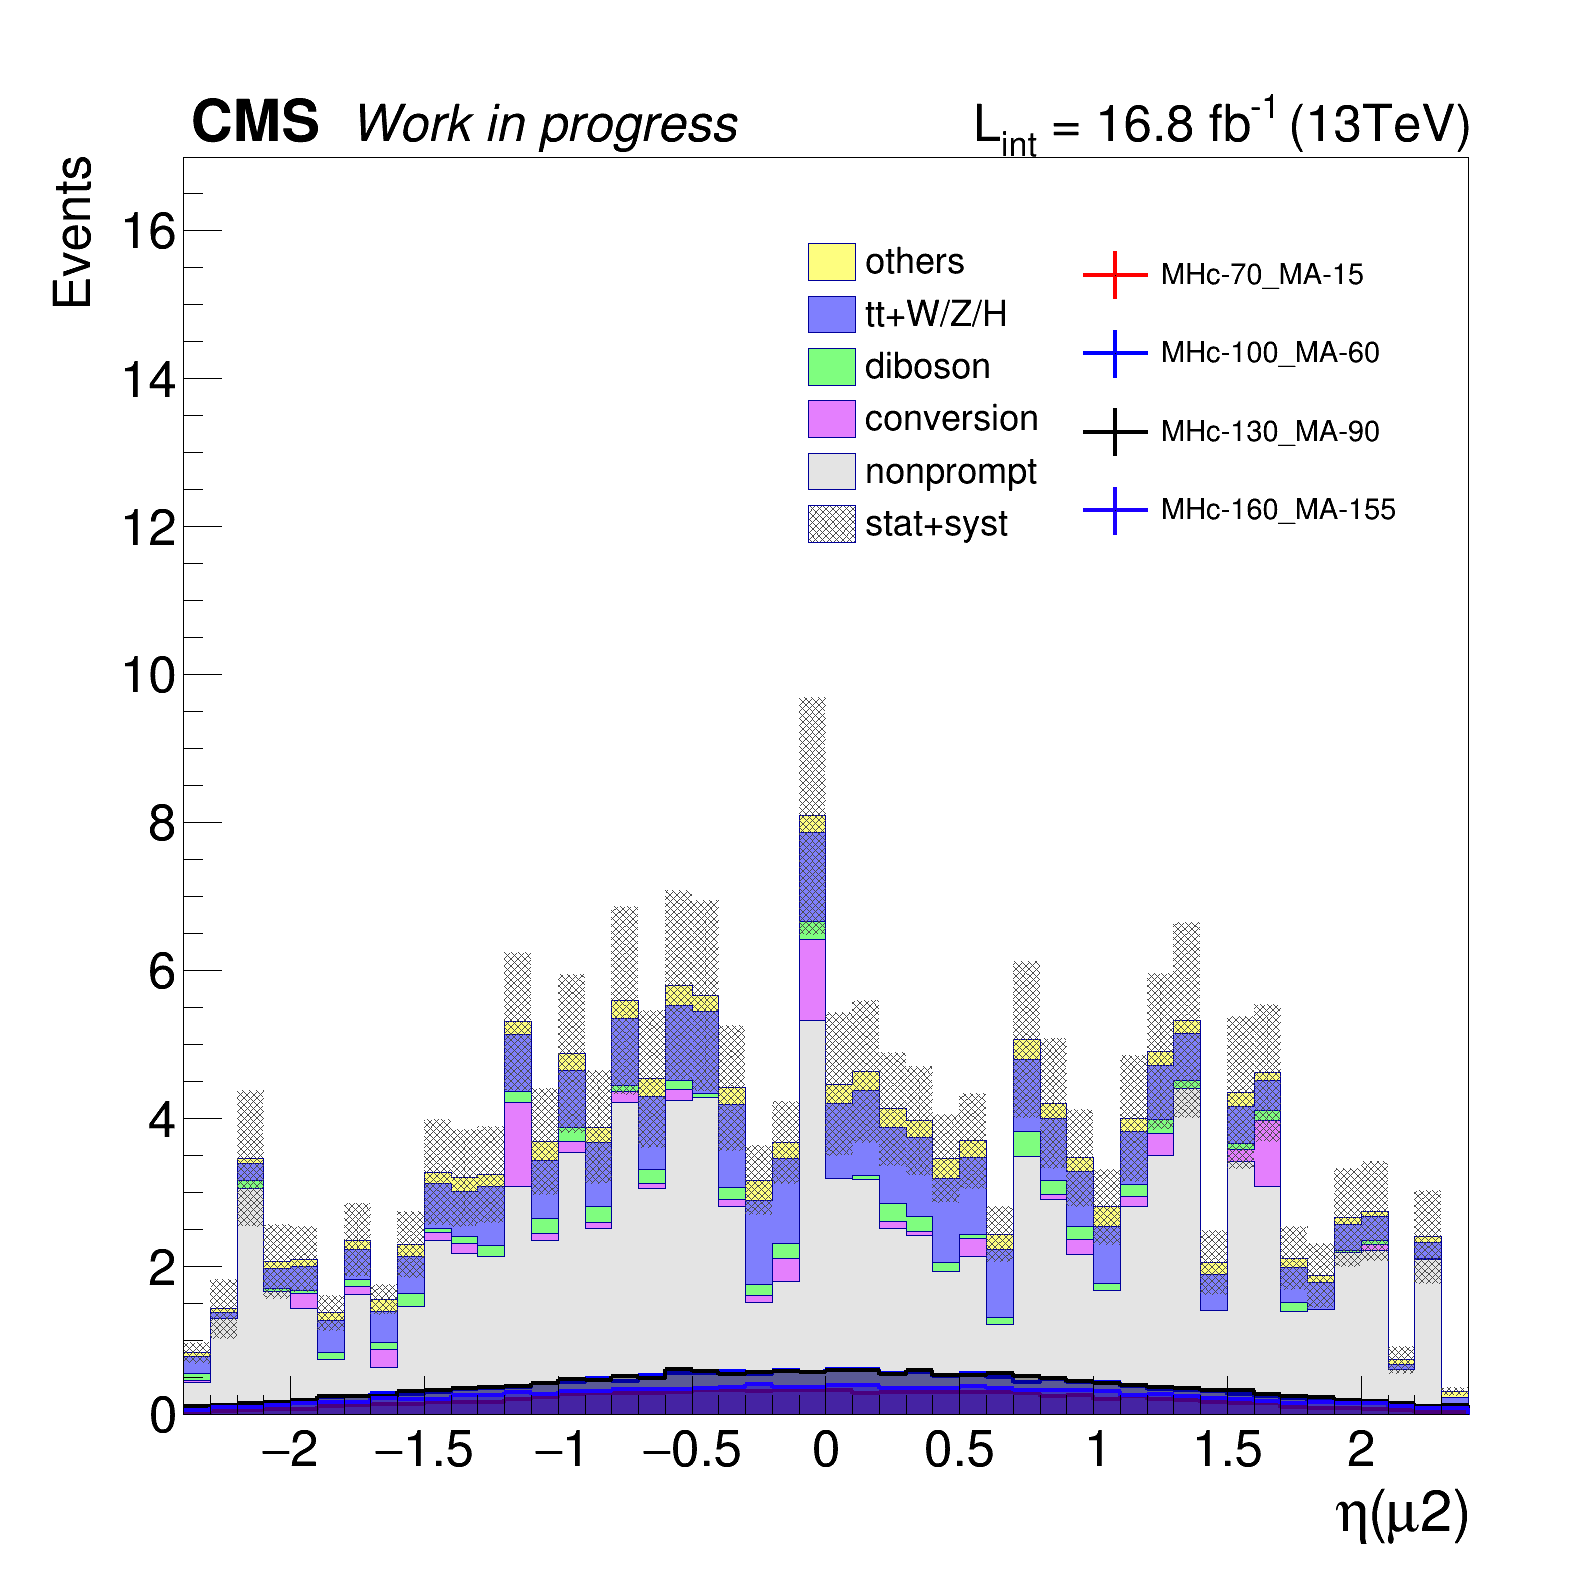 CMS Work in progress
L_int = 16.8 fb^-1 (13TeV)
Events
16
14
12
10
8
6
4
2
0
others
tt+W/Z/H
diboson
conversion
nonprompt
stat+syst
MHc-70_MA-15
MHc-100_MA-60
MHc-130_MA-90
MHc-160_MA-155
−2 −1.5 −1 −0.5 0 0.5 1 1.5 2
η(μ2)